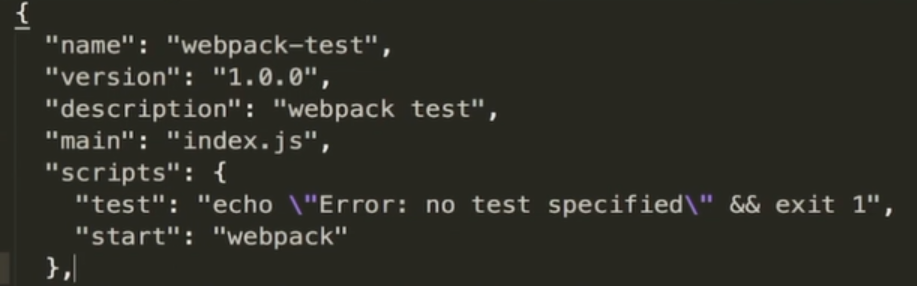 {
"name": "webpack-test",
"version": "1.0.0",
"description": "webpack test",
"main": "index.js",
"scripts": {
"test": "echo \"Error: no test specified\" && exit 1",
"start": "webpack"
},